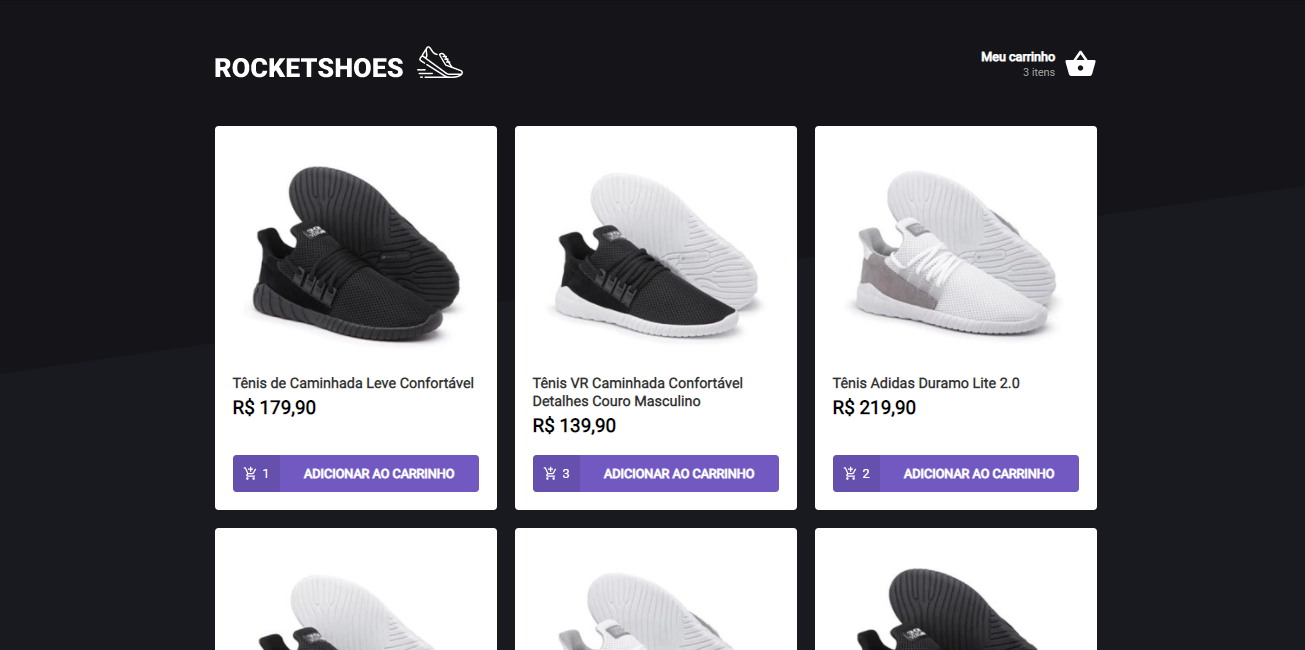 ROCKETSHOES
Meu carrinho
3 itens
Tênis de Caminhada Leve Confortável
R$ 179,90
1 ADICIONAR AO CARRINHO
Tênis VR Caminhada Confortável
Detalhes Couro Masculino
R$ 139,90
3 ADICIONAR AO CARRINHO
Tênis Adidas Duramo Lite 2.0
R$ 219,90
2 ADICIONAR AO CARRINHO